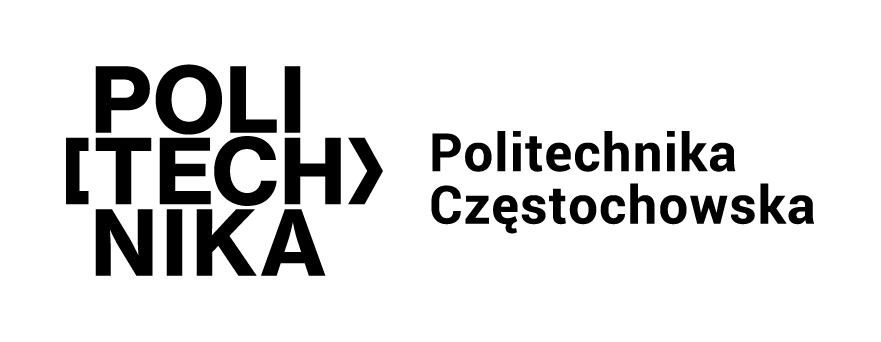 POLI
[TECH>
NIKA
Politechnika
Częstochowska